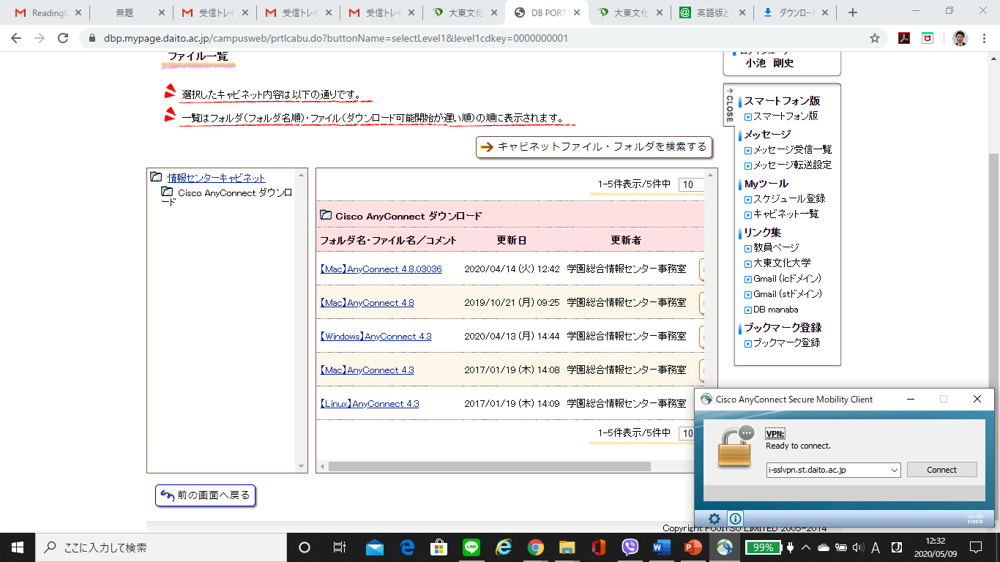 ReadingC
無題
受信トレイ
受信トレイ
受信トレイ
大東文化
DB PORT
大東文化
英語版と
ダウンロー
dbp.mypage.daito.ac.jp/campusweb/prtlcabu.do?buttonName=selectLevel1&level1cdkey=0000000001
ファイル一覧
選択したキャビネット内容は以下の通りです。
一覧はフォルダ(フォルダ名順)・ファイル(ダウンロード可能開始が遅い順)の順に表示されます。
キャビネットファイル・フォルダを検索する
情報センターキャビネット
Cisco AnyConnect ダウンロ
ード
1-5件表示/5件中 10
Cisco AnyConnect ダウンロード
フォルダ名・ファイル名/コメント 更新日 更新者
【Mac】AnyConnect 4.8.03036 2020/04/14 (火) 12:42 学園総合情報センター事務室
【Mac】AnyConnect 4.8 2019/10/21 (月) 09:25 学園総合情報センター事務室
【Windows】AnyConnect 4.3 2020/04/13 (月) 14:44 学園総合情報センター事務室
【Mac】AnyConnect 4.3 2017/01/19 (木) 14:08 学園総合情報センター事務室
【Linux】AnyConnect 4.3 2017/01/19 (木) 14:09 学園総合情報センター事務室
1-5件表示/5件中 10
前の画面へ戻る
小池 剛史
CLOSE
スマートフォン版
スマートフォン版
メッセージ
メッセージ受信一覧
メッセージ転送設定
Myツール
スケジュール登録
キャビネット一覧
リンク集
教員ページ
大東文化大学
Gmail (icドメイン)
Gmail (stドメイン)
DB manaba
ブックマーク登録
ブックマーク登録
Cisco AnyConnect Secure Mobility Client
VPN:
Ready to connect.
i-sslvpn.st.daito.ac.jp
Connect
cisco
Copyright FUJITSU LIMITED 2005-2014
ここに入力して検索
LINE
99%
A
12:32
2020/05/09